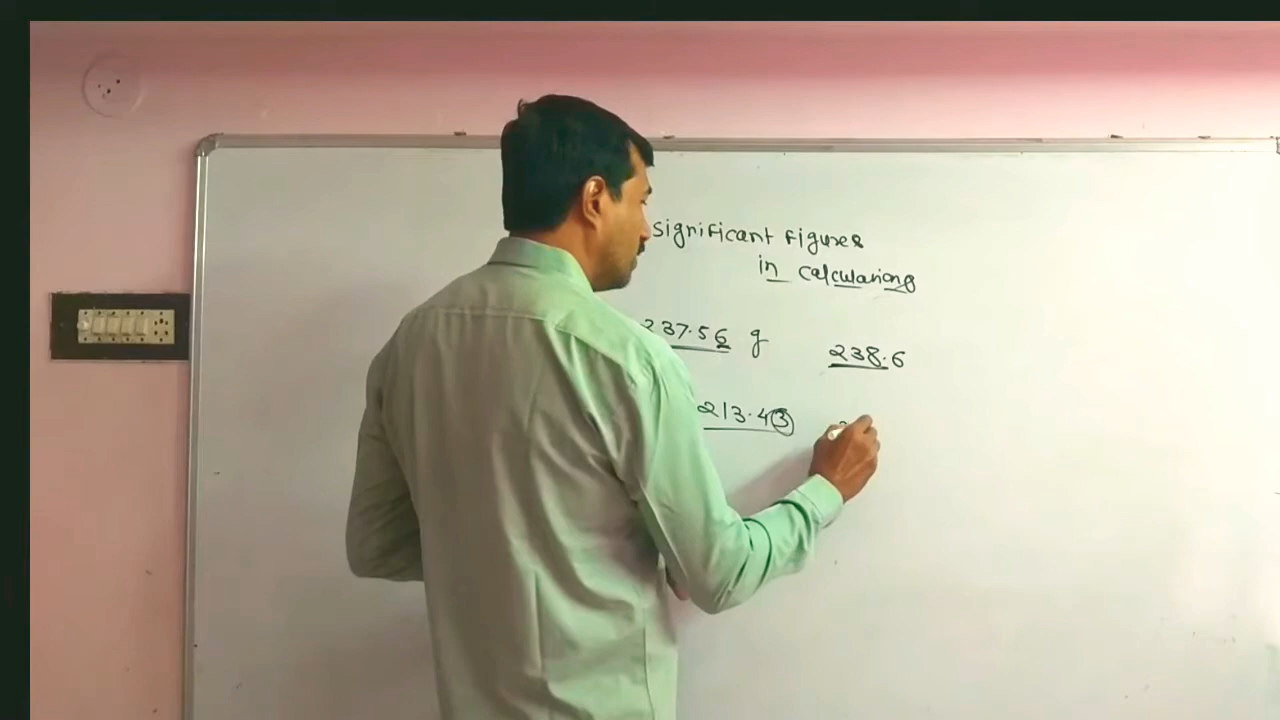 significant figures
in calculations
237.56 g
238.6
213.43